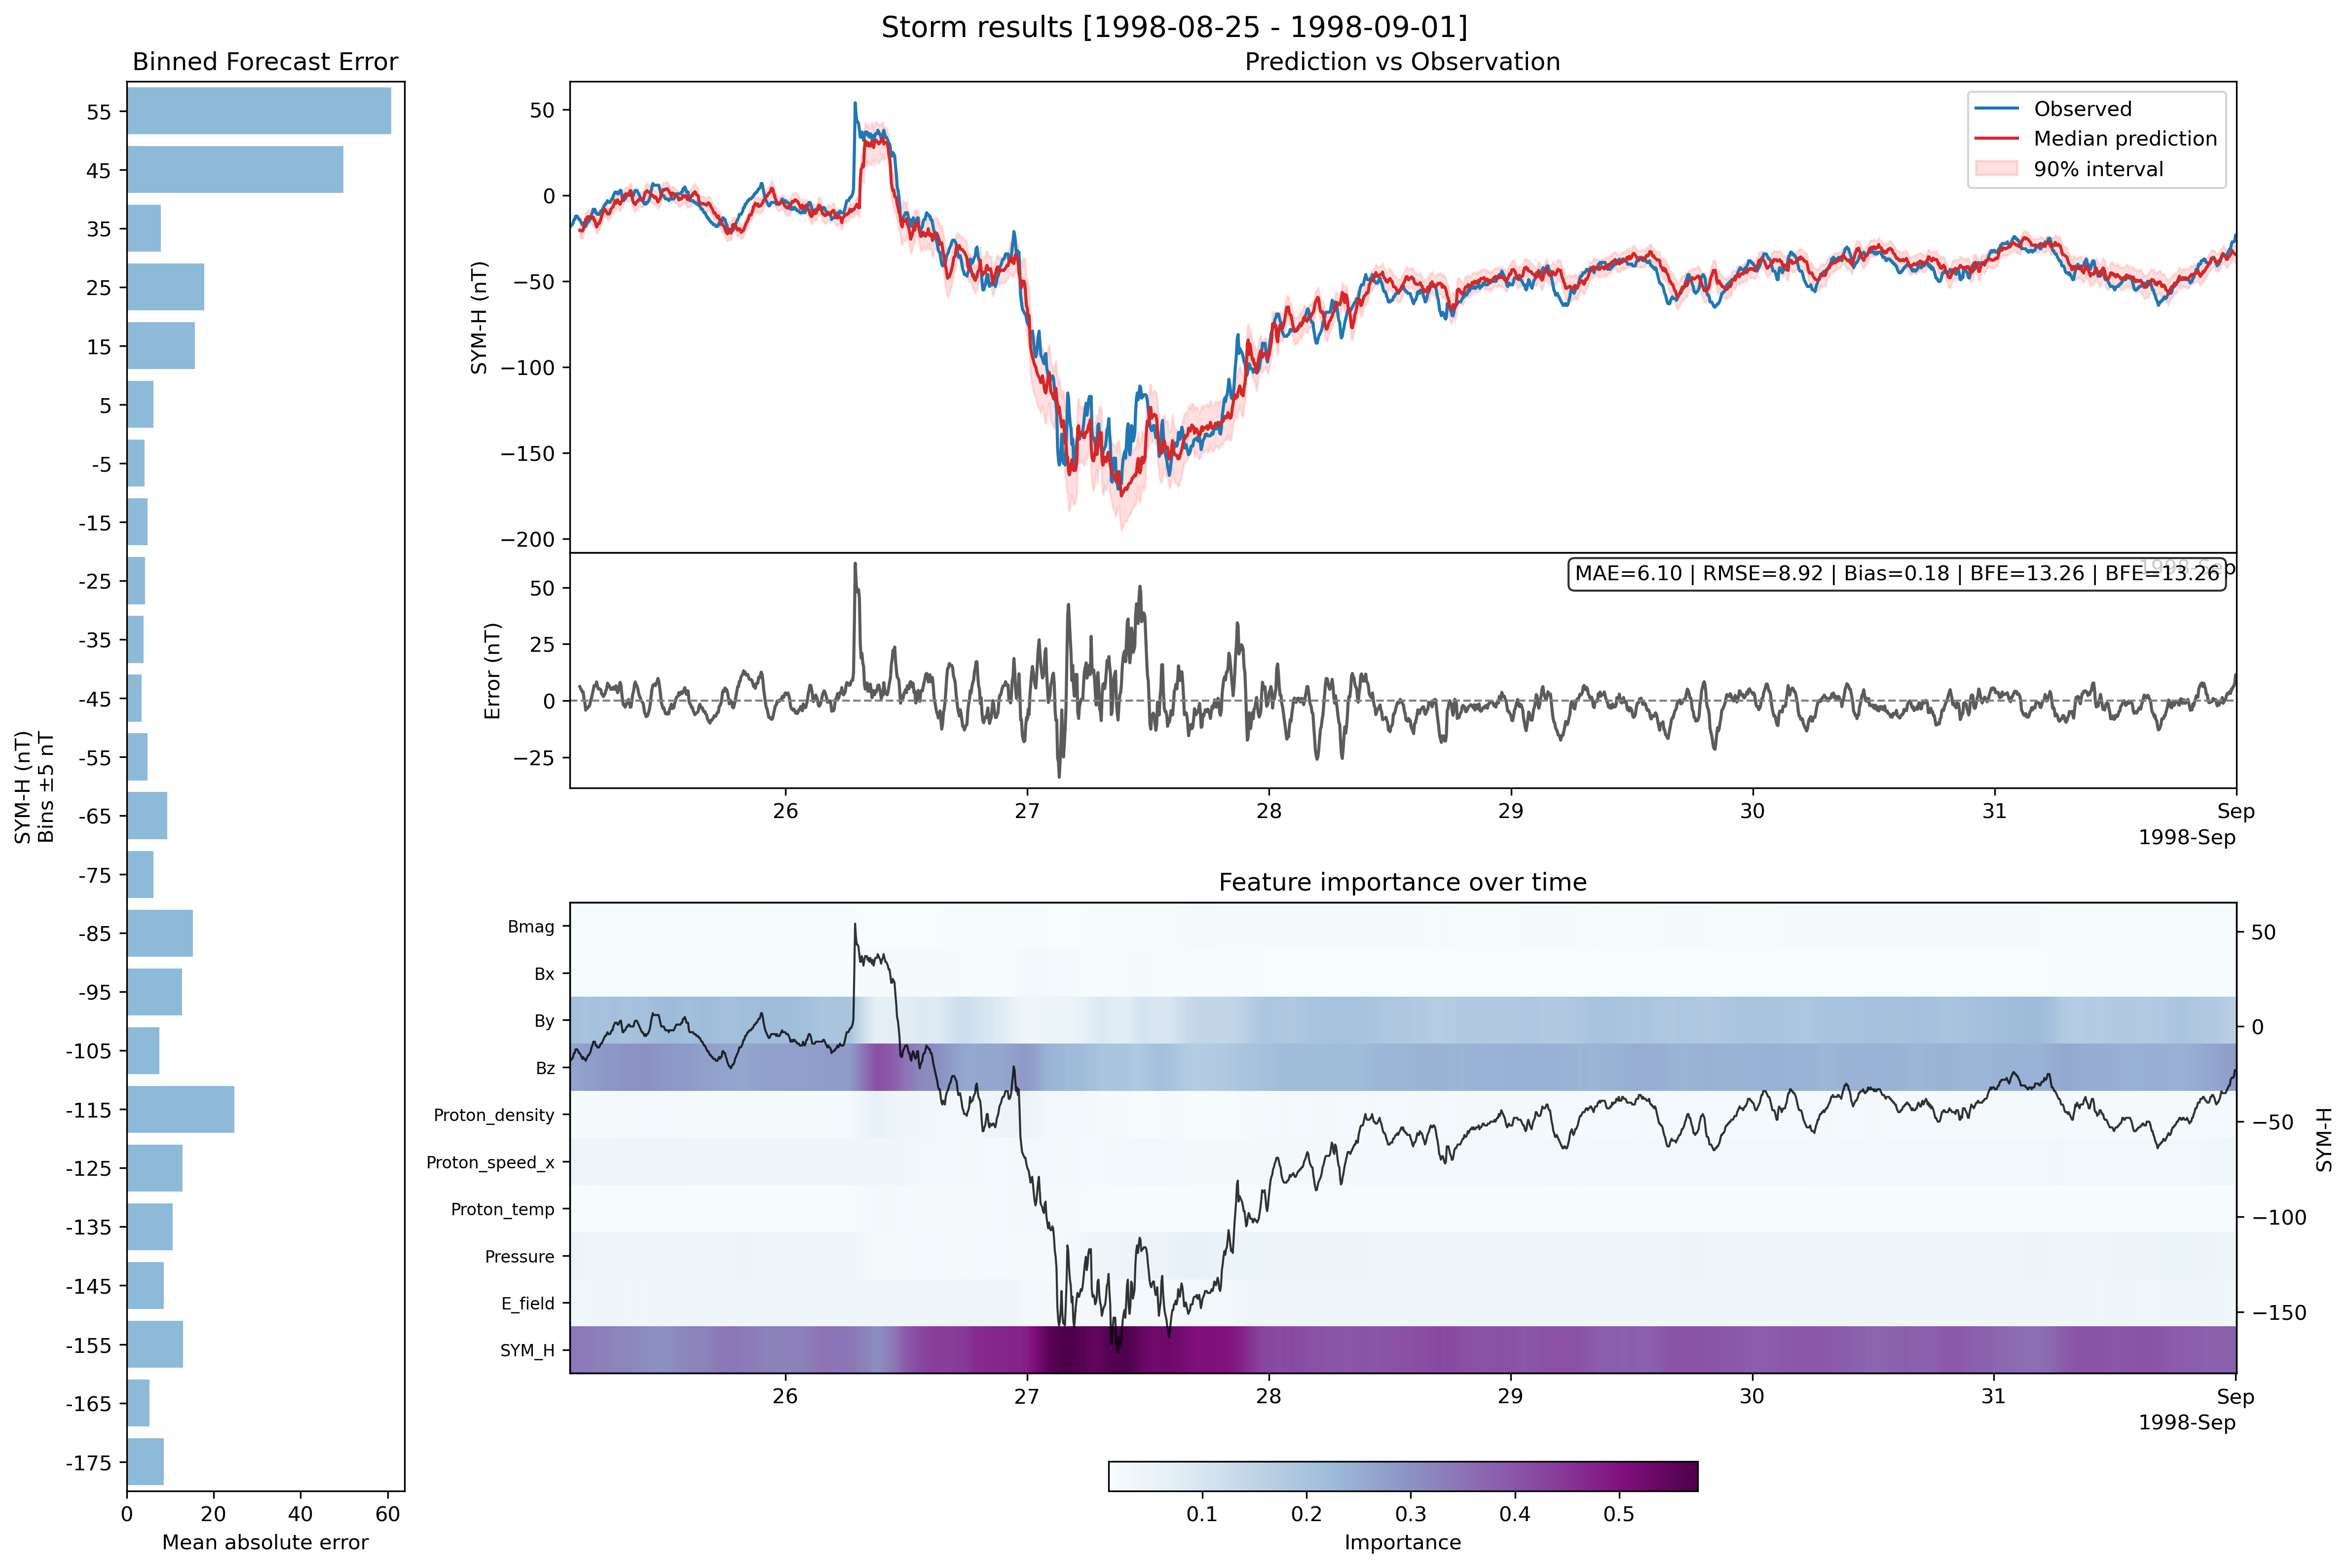 Storm results [1998-08-25 - 1998-09-01]
Binned Forecast Error
55
45
35
25
15
5
-5
-15
-25
-35
-45
-55
-65
-75
-85
-95
-105
-115
-125
-135
-145
-155
-165
-175
SYM-H (nT)
Bins ±5 nT
0 20 40 60
Mean absolute error
Prediction vs Observation
50
0
−50
−100
−150
−200
SYM-H (nT)
Observed
Median prediction
90% interval
1998-Sep
MAE=6.10 | RMSE=8.92 | Bias=0.18 | BFE=13.26 | BFE=13.26
50
25
0
−25
Error (nT)
26 27 28 29 30 31 Sep
1998-Sep
Feature importance over time
Bmag
Bx
By
Bz
Proton_density
Proton_speed_x
Proton_temp
Pressure
E_field
SYM_H
50
0
−50
−100
−150
SYM-H
26 27 28 29 30 31 Sep
1998-Sep
0.1 0.2 0.3 0.4 0.5
Importance